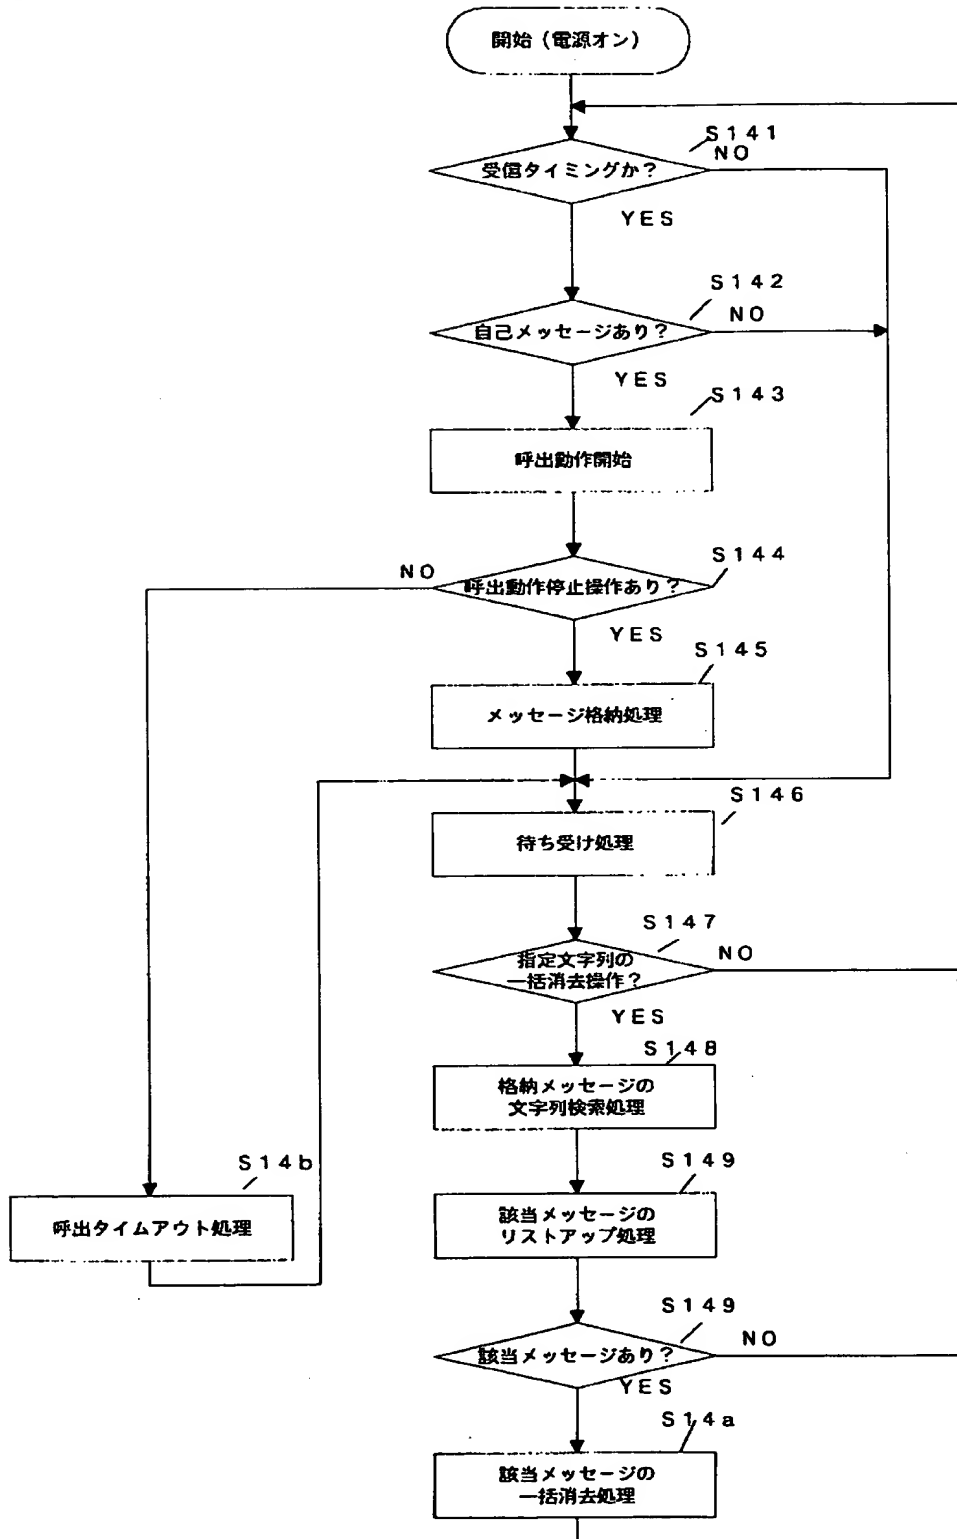 開始（電源オン）
S141
受信タイミングか？
NO
YES
S142
自己メッセージあり？
NO
YES
S143
呼出動作開始
S144
NO
呼出動作停止操作あり？
YES
S145
メッセージ格納処理
S146
待ち受け処理
S147
指定文字列の
一括消去操作？
NO
YES
S148
格納メッセージの
文字列検索処理
S14b
呼出タイムアウト処理
S149
該当メッセージの
リストアップ処理
S149
該当メッセージあり？
NO
YES
S14a
該当メッセージの
一括消去処理